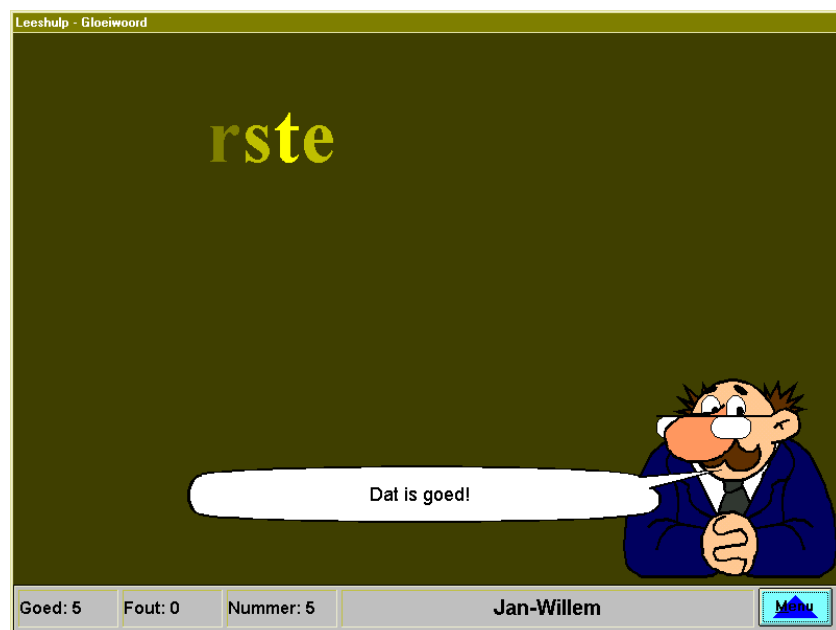 Leeshulp - Gloeiwoord
rste
Dat is goed!
Goed: 5 Fout: 0 Nummer: 5 Jan-Willem Menu